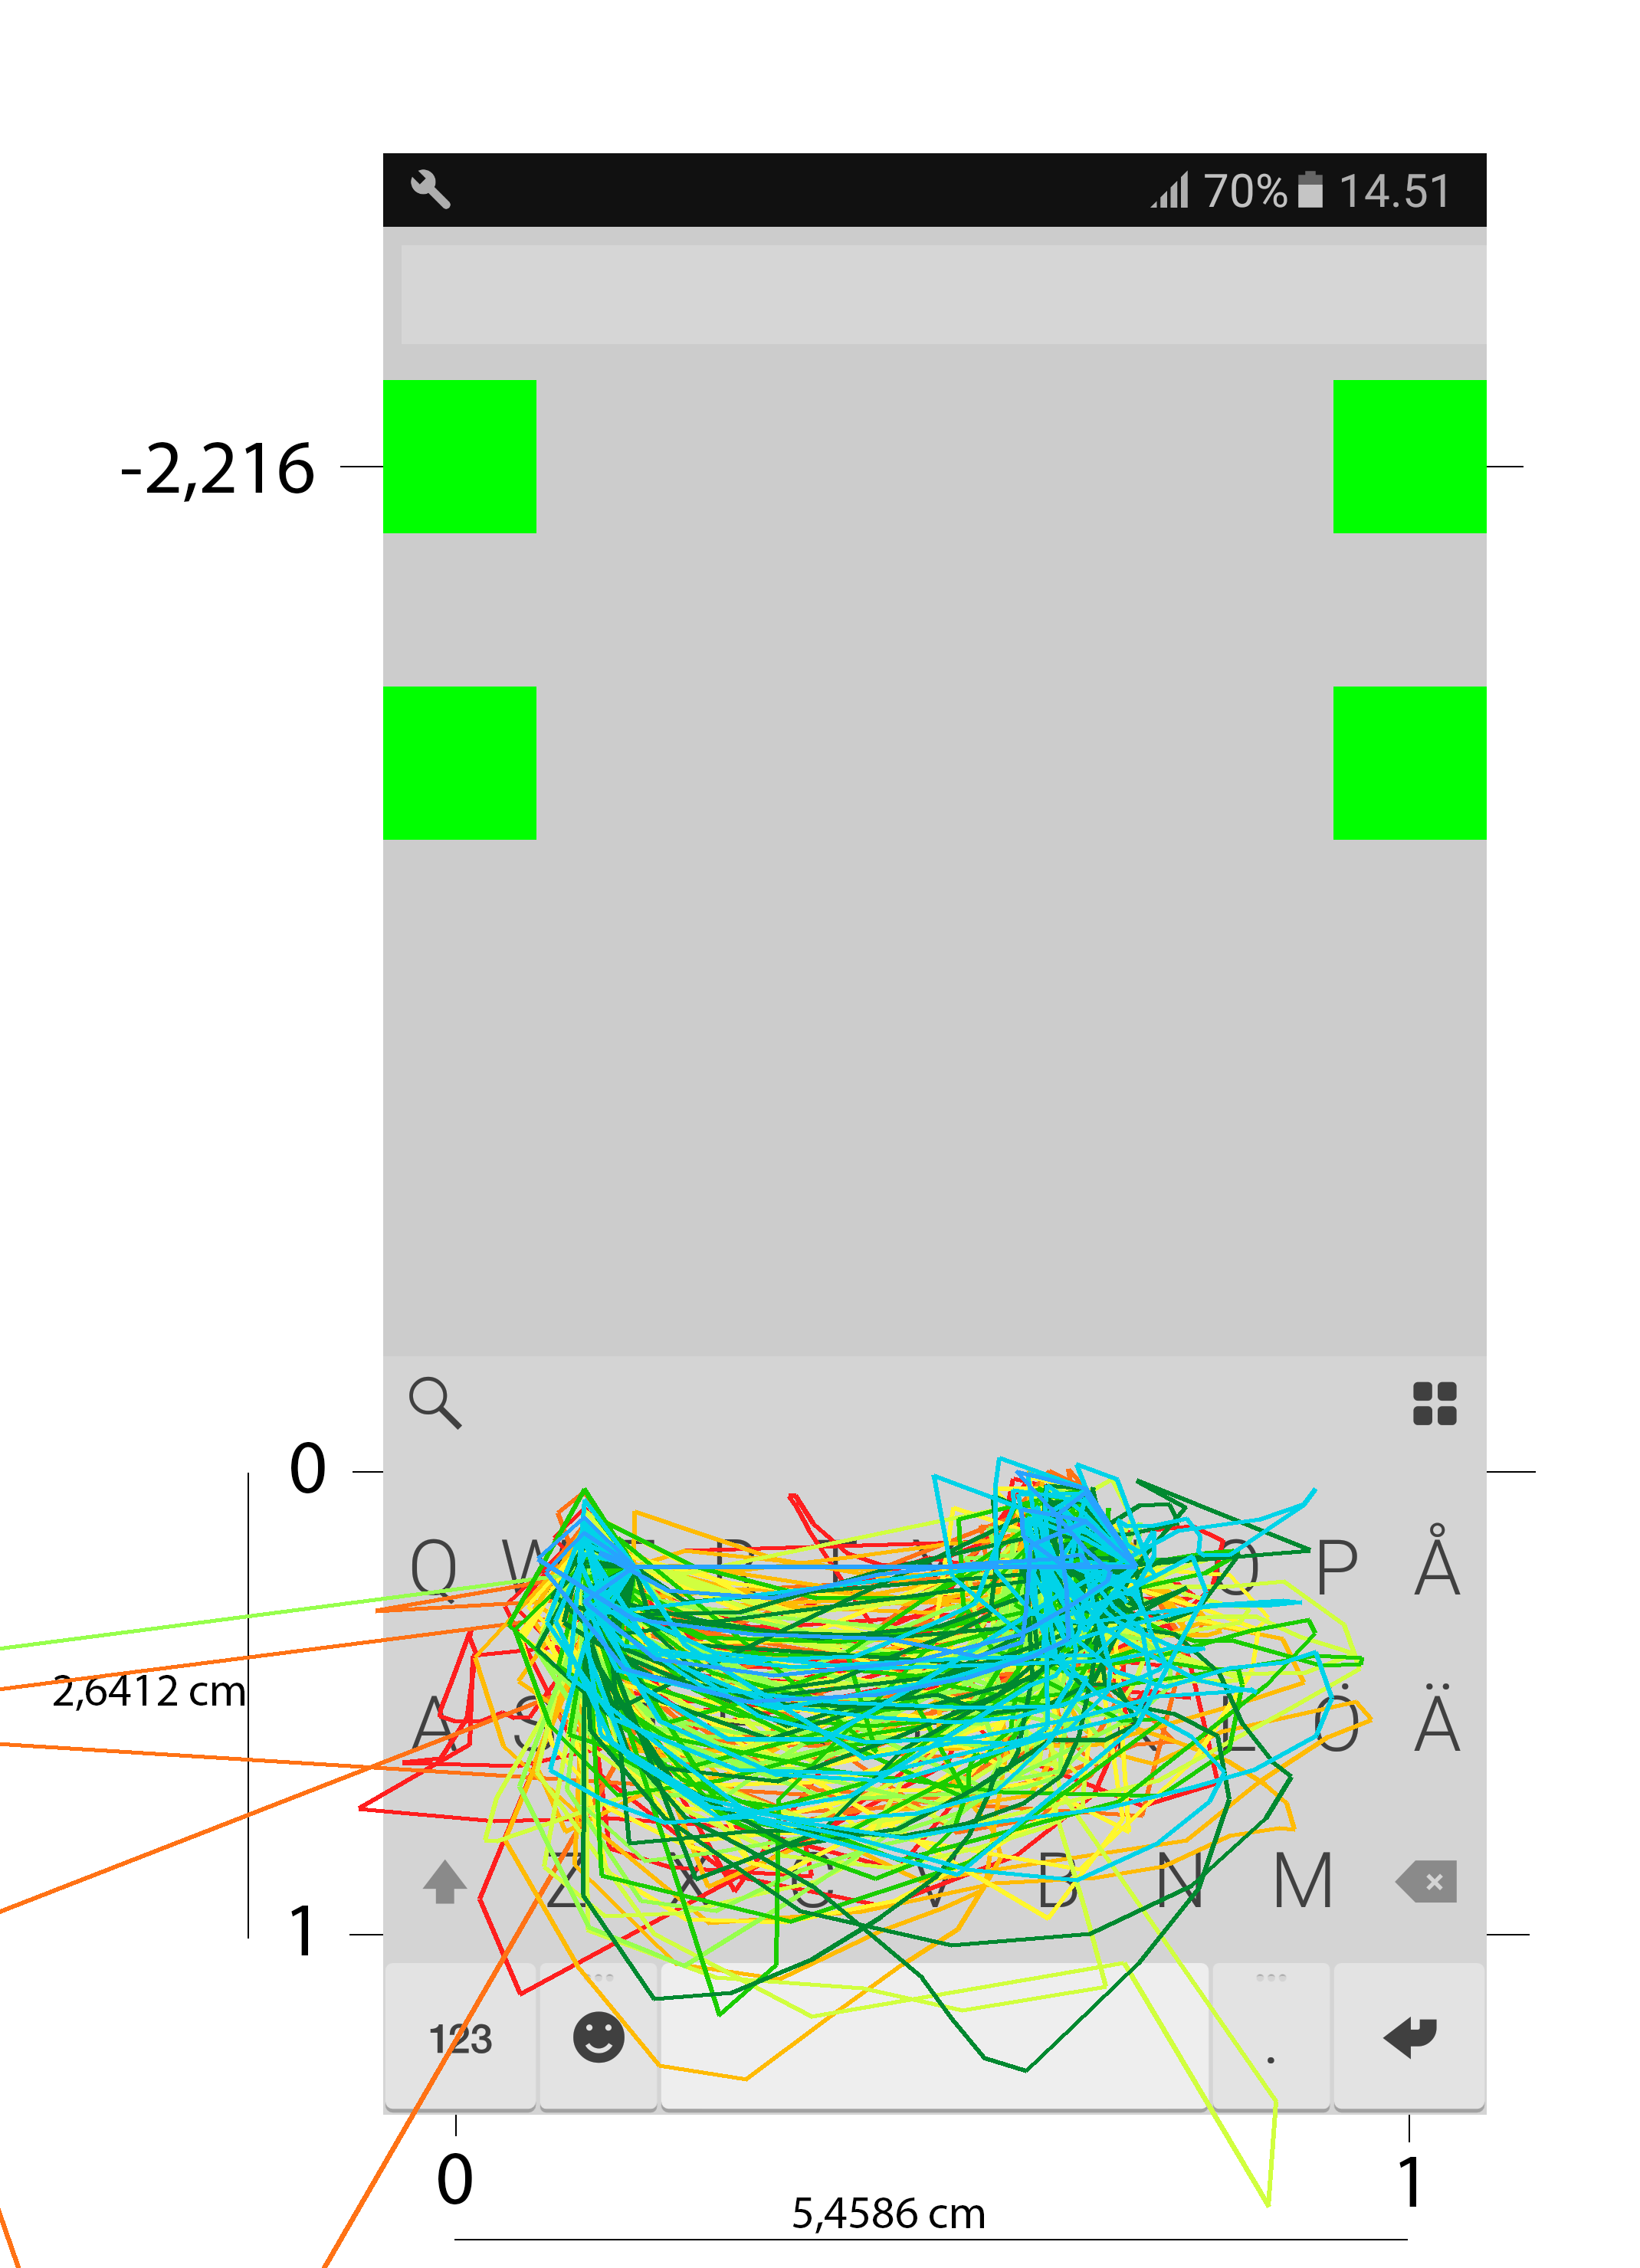 70% 14.51
-2,216
0
Q W P Å
2,6412 cm
A S L Ö Ä
Z X C V B N M
1
123 .
0 1
5,4586 cm